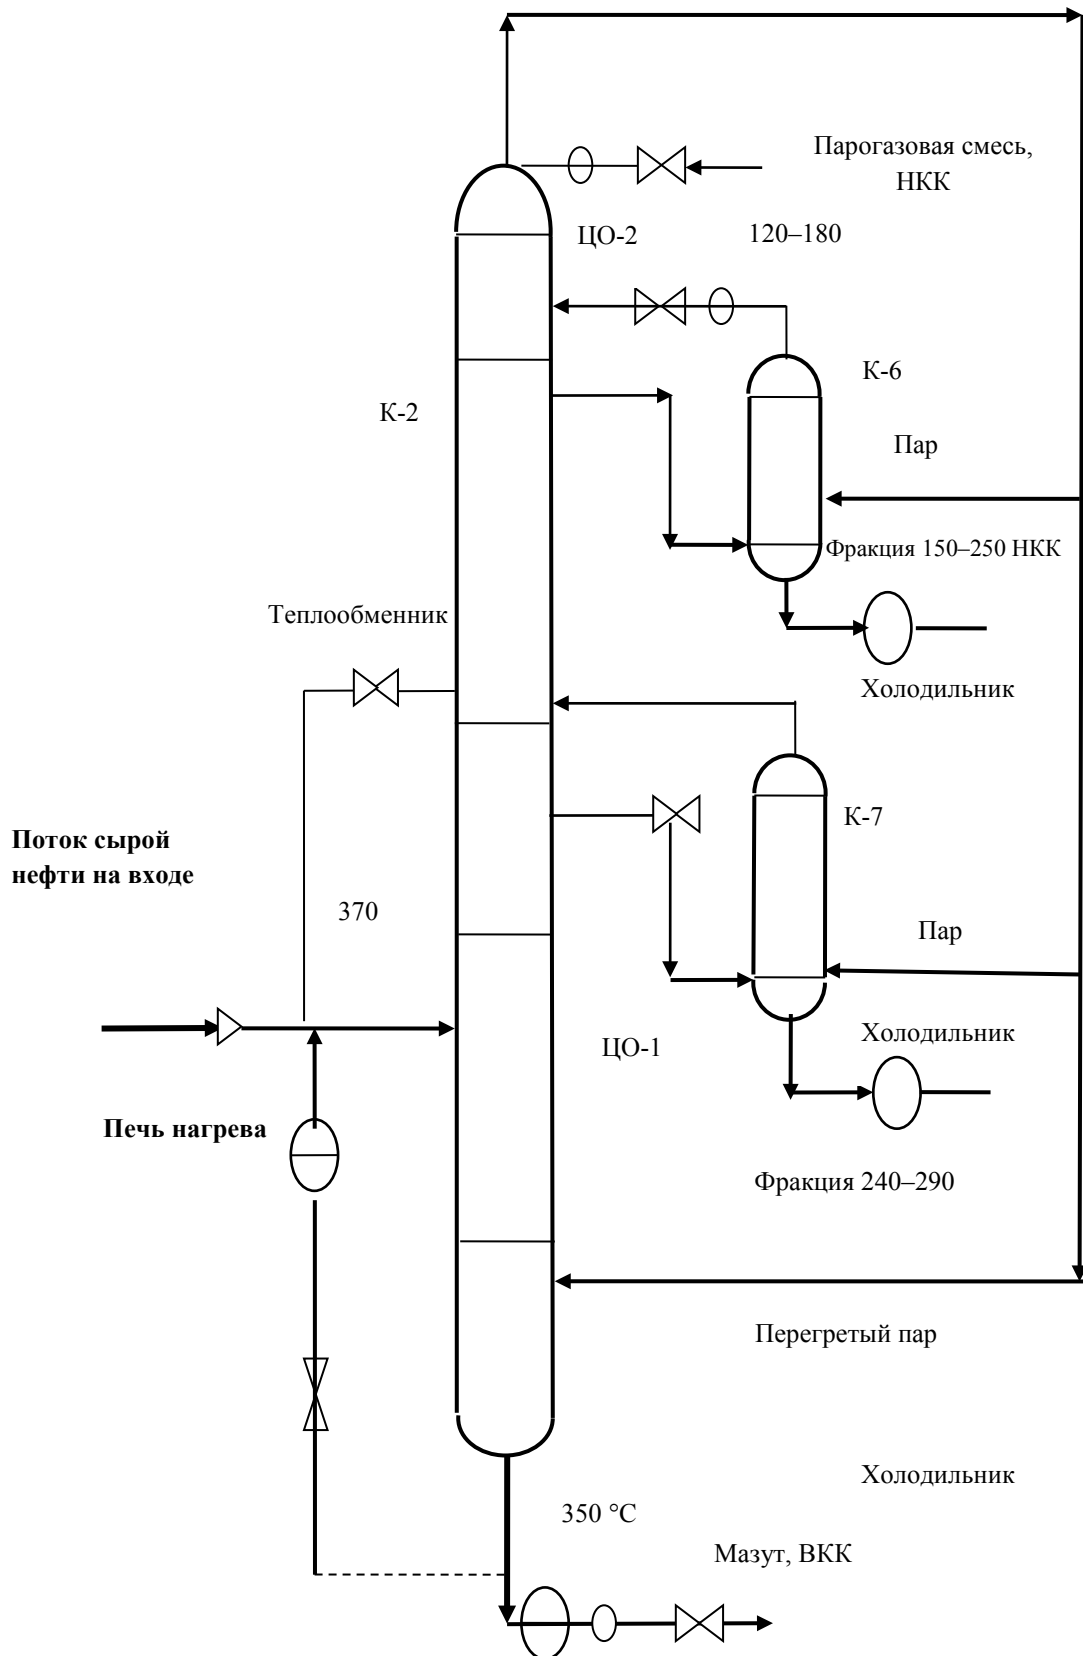 Парогазовая смесь,
НКК
ЦО-2
120–180
К-6
К-2
Пар
Фракция 150–250 НКК
Теплообменник
Холодильник
К-7
Поток сырой
нефти на входе
370
Пар
Холодильник
ЦО-1
Печь нагрева
Фракция 240–290
Перегретый пар
Холодильник
350 °С
Мазут, ВКК